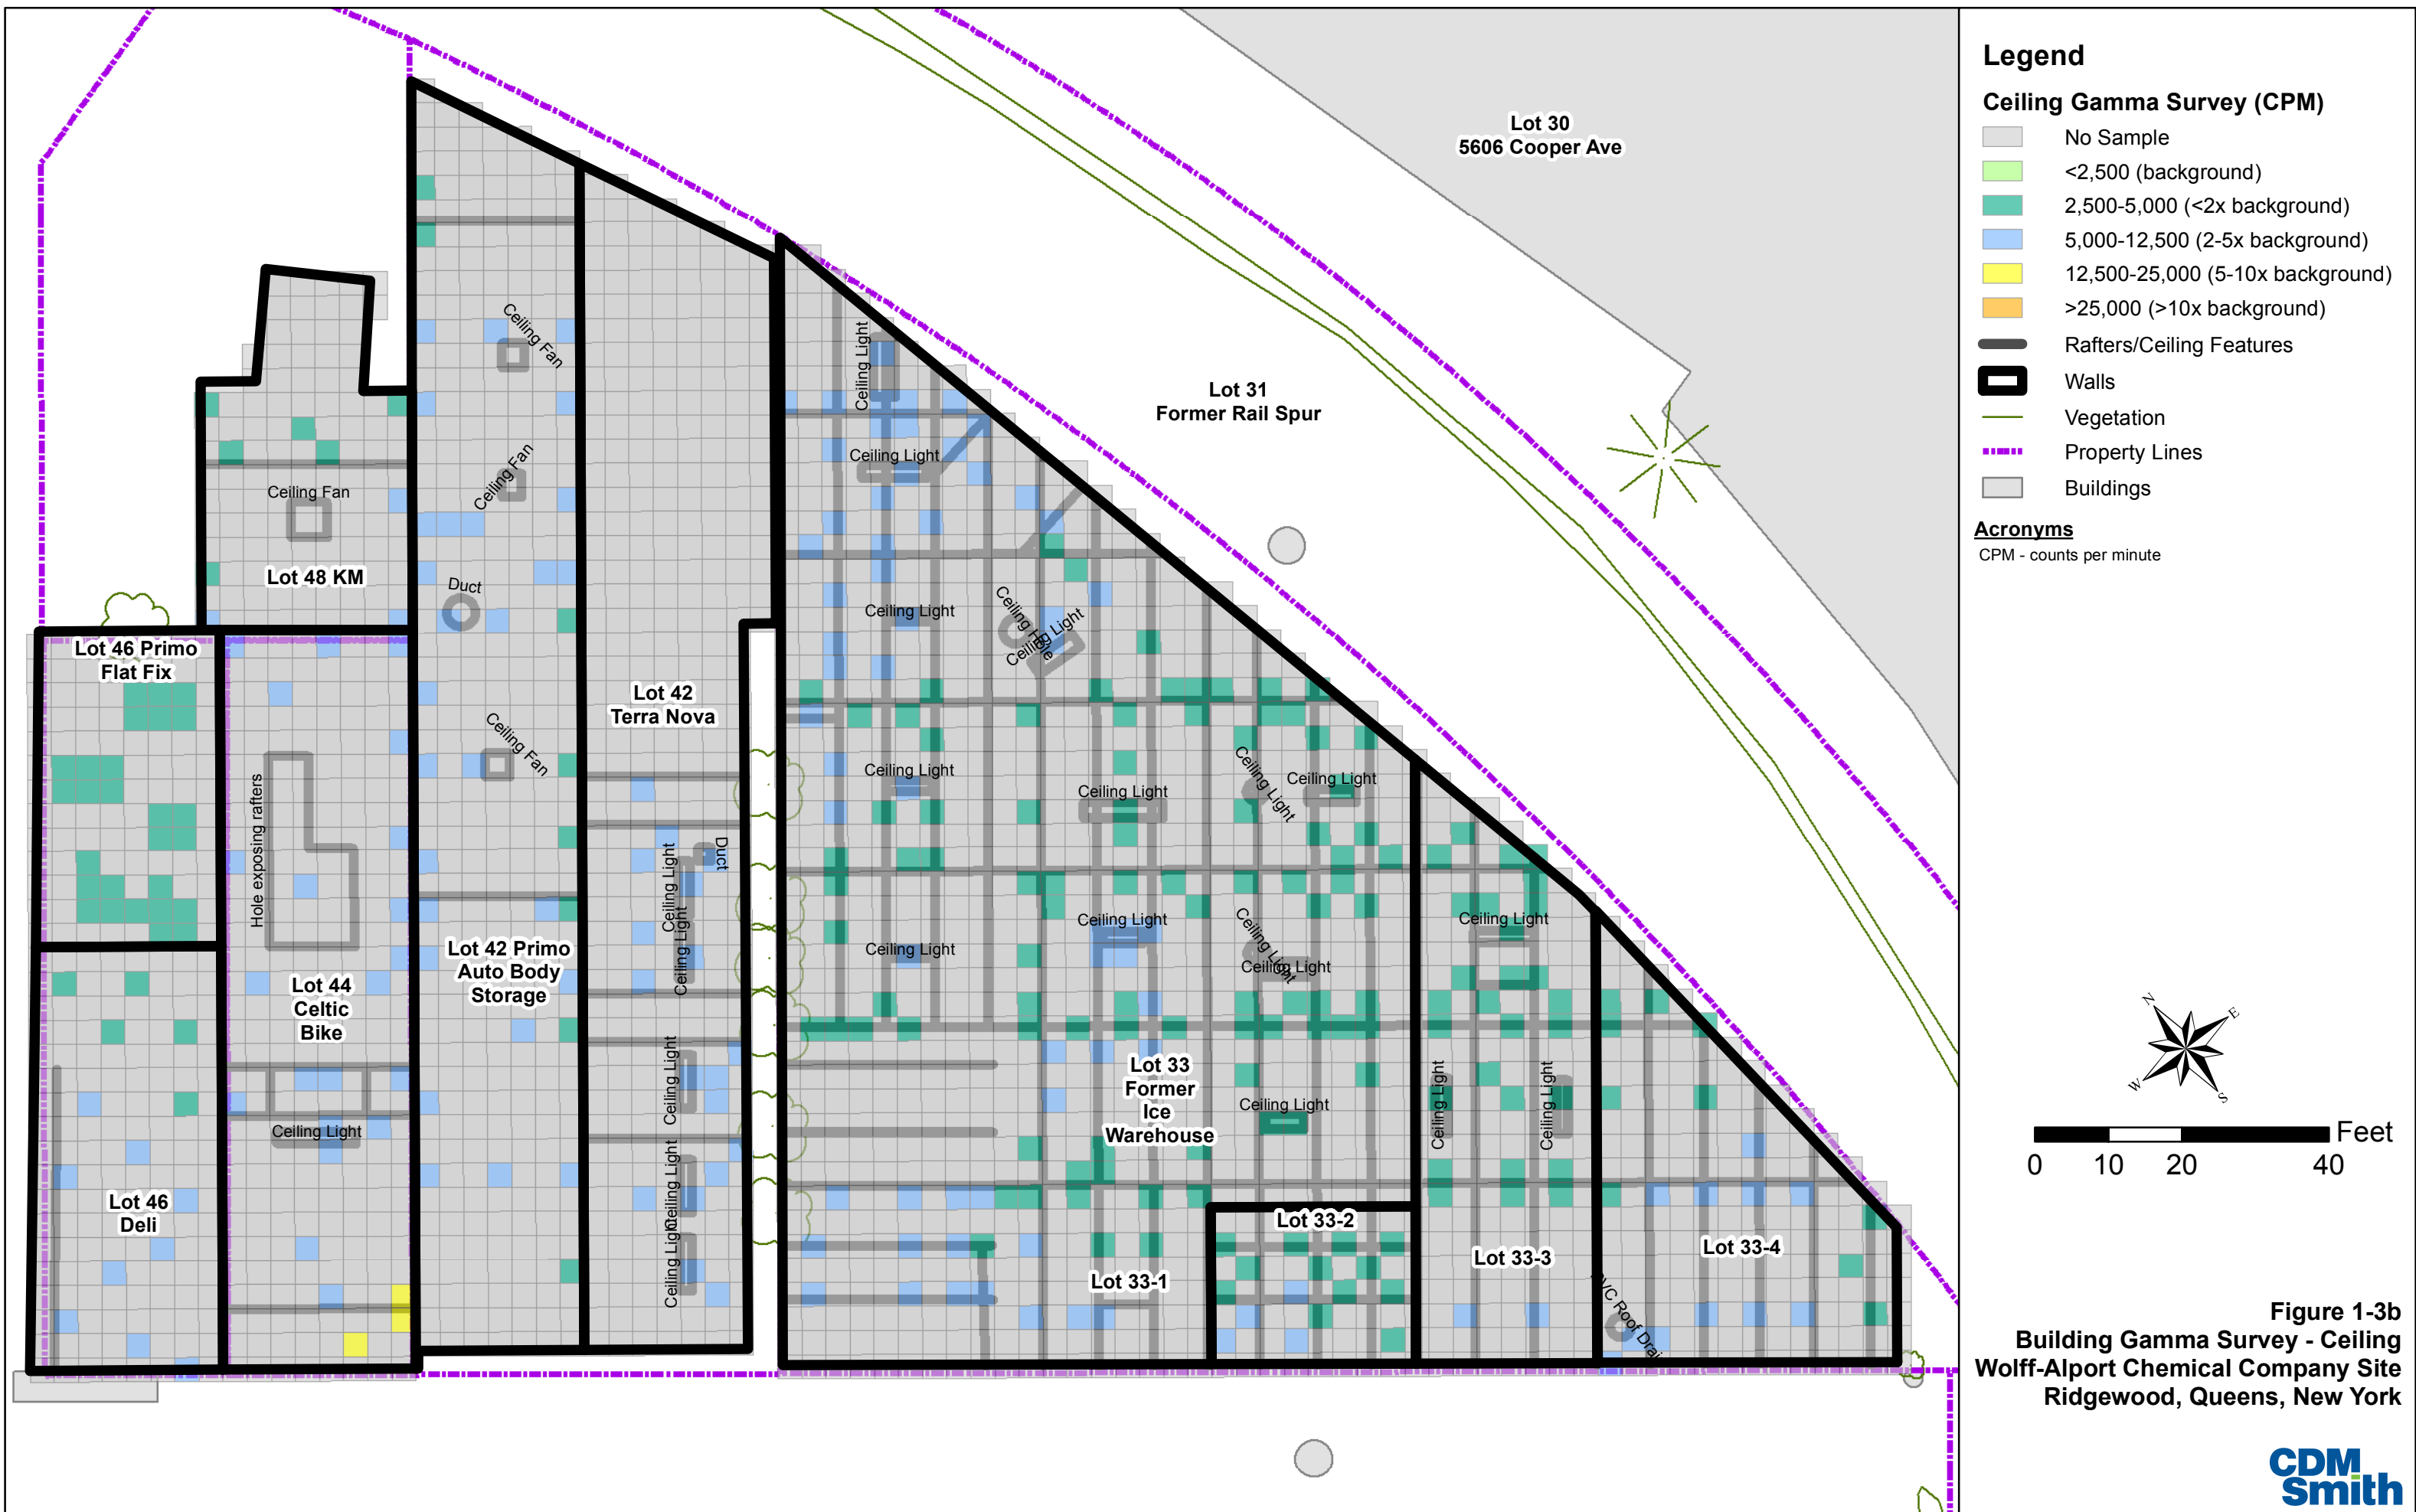 Lot 30
5606 Cooper Ave
Lot 31
Former Rail Spur
Ceiling Fan
Ceiling Fan
Duct
Ceiling Fan
Ceiling Fan
Lot 48 KM
Lot 46 Primo
Flat Fix
Hole exposing rafters
Lot 44
Celtic
Bike
Ceiling Light
Lot 46
Deli
Lot 42 Primo
Auto Body
Storage
Lot 42
Terra Nova
Duct
Ceiling Light
Ceiling Light
Ceiling Light
Ceiling Light
Ceiling Light
Ceiling Light
Ceiling Light
Ceiling Light
Ceiling Hole
Ceiling Light
Ceiling Light
Ceiling Light
Ceiling Light
Ceiling Light
Ceiling Light
Ceiling Light
Ceiling Light
Ceiling Light
Ceiling Light
Lot 33
Former
Ice
Warehouse
Ceiling Light
Lot 33-1
Lot 33-2
Ceiling Light
Ceiling Light
Ceiling Light
Lot 33-3
Lot 33-4
PVC Roof Drai
Legend
Ceiling Gamma Survey (CPM)
No Sample
<2,500 (background)
2,500-5,000 (<2x background)
5,000-12,500 (2-5x background)
12,500-25,000 (5-10x background)
>25,000 (>10x background)
Rafters/Ceiling Features
Walls
Vegetation
Property Lines
Buildings
Acronyms
CPM - counts per minute
N
E
W
S
Feet
0 10 20 40
Figure 1-3b
Building Gamma Survey - Ceiling
Wolff-Alport Chemical Company Site
Ridgewood, Queens, New York
CDM
Smith